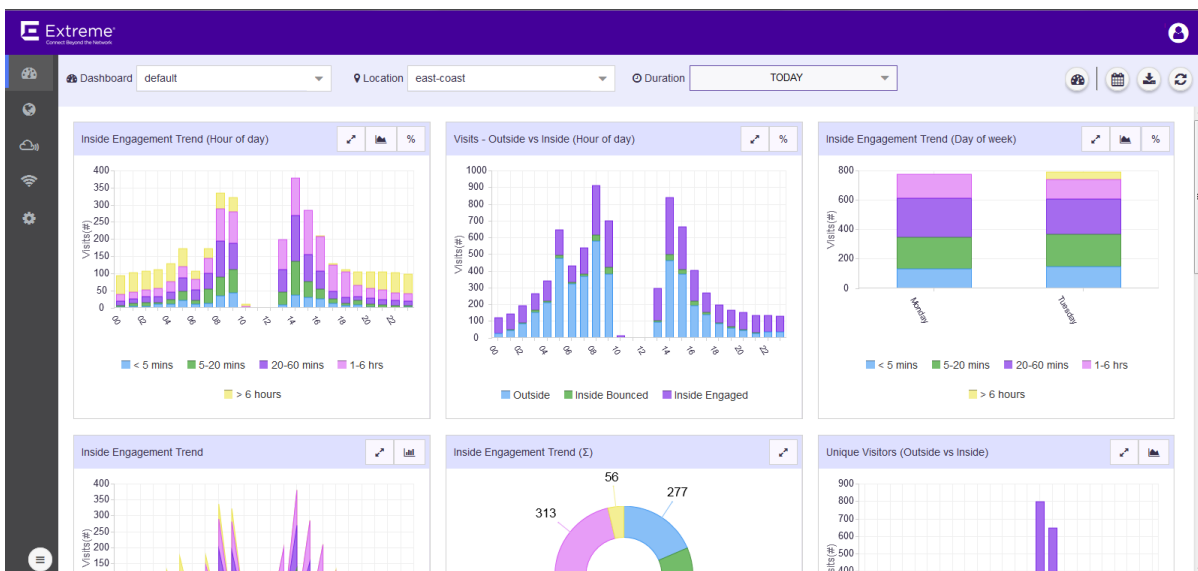 Extreme
Connect Beyond the Network
Dashboard default Location east-coast Duration TODAY
Inside Engagement Trend (Hour of day) %
400
350
300
250
200
150
100
50
0
Visits(#)
00 02 04 06 08 10 12 14 16 18 20 22
< 5 mins 5-20 mins 20-60 mins 1-6 hrs
> 6 hours
Visits - Outside vs Inside (Hour of day) %
1000
900
800
700
600
500
400
300
200
100
0
Visits(#)
00 02 04 06 08 10 12 14 16 18 20 22
Outside Inside Bounced Inside Engaged
Inside Engagement Trend (Day of week) %
800
600
400
200
0
Visits(#)
Monday Tuesday
< 5 mins 5-20 mins 20-60 mins 1-6 hrs
> 6 hours
Inside Engagement Trend
400
350
300
250
200
150
Visits(#)
Inside Engagement Trend (Σ)
56
277
313
Unique Visitors (Outside vs Inside)
900
800
700
600
500
400